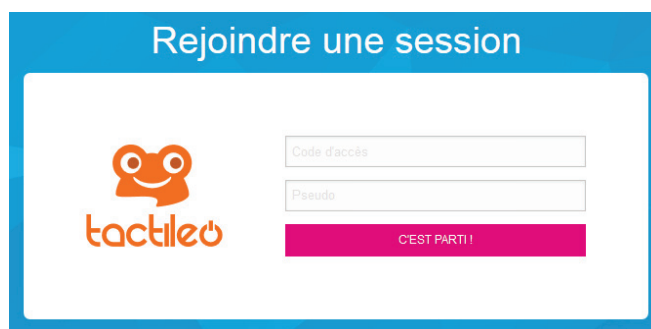 Rejoindre une session
Code d'accès
Pseudo
tactileo
C'EST PARTI !